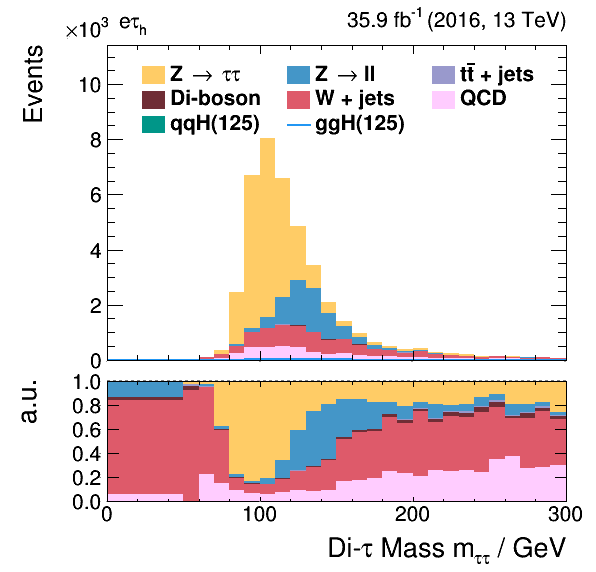 ×10³ eτₕ 35.9 fb⁻¹ (2016, 13 TeV)
Events
Z → ττ Z → ll tt̄ + jets
Di-boson W + jets QCD
qqH(125) ggH(125)
10
8
6
4
2
0
a.u.
1.0
0.8
0.6
0.4
0.2
0.0
0 100 200 300
Di-τ Mass m_ττ / GeV